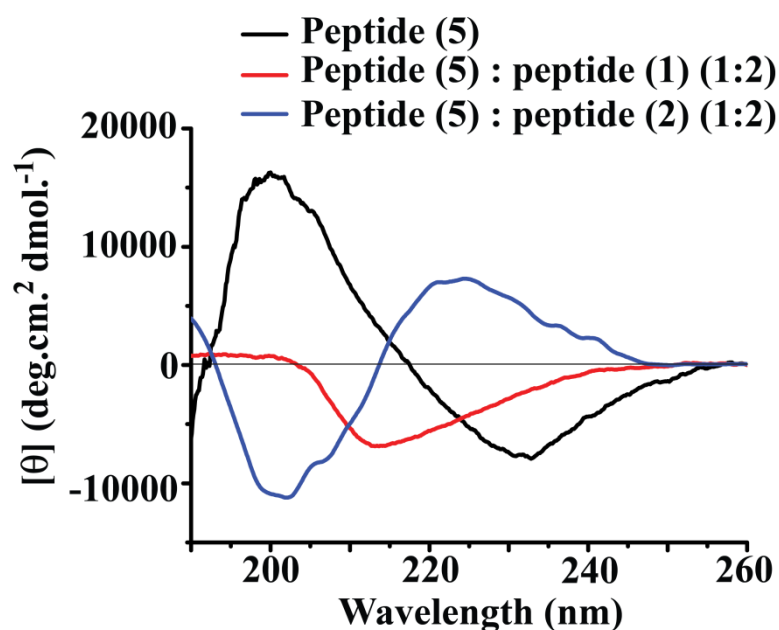 Peptide (5)
Peptide (5) : peptide (1) (1:2)
Peptide (5) : peptide (2) (1:2)
20000
10000
0
-10000
[θ] (deg.cm.² dmol.⁻¹)
200 220 240 260
Wavelength (nm)